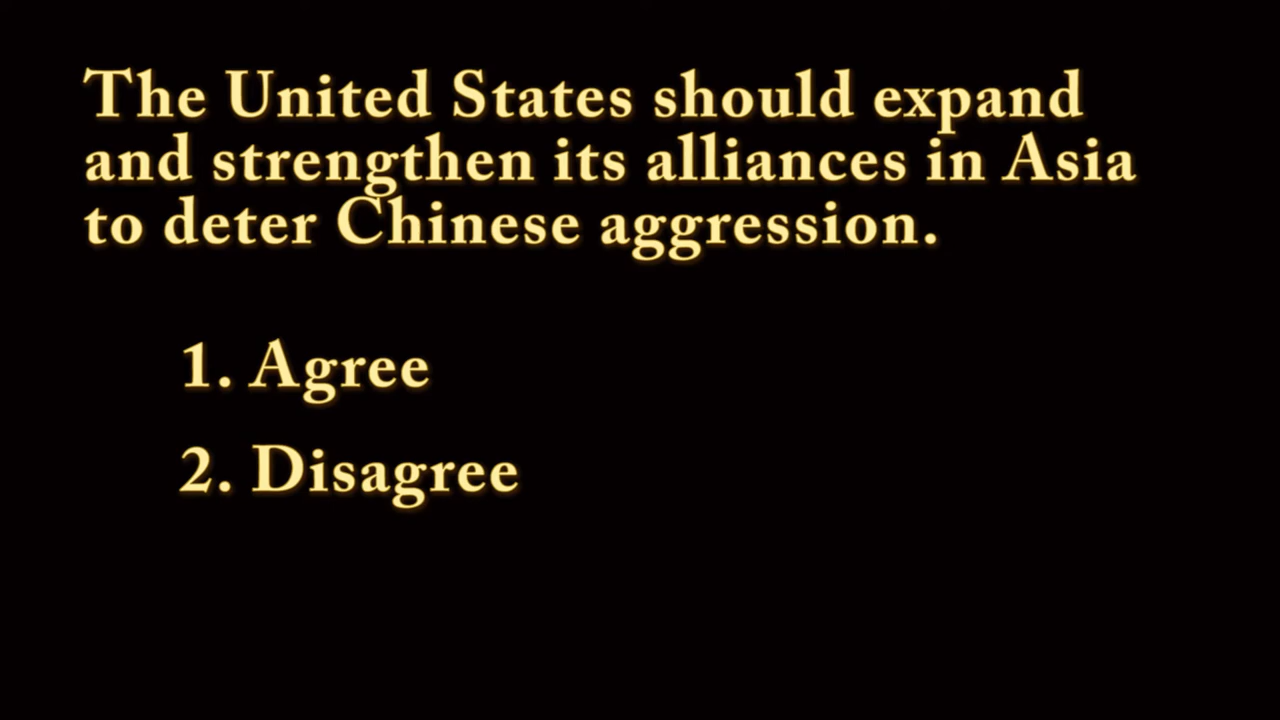 The United States should expand
and strengthen its alliances in Asia
to deter Chinese aggression.
1. Agree
2. Disagree